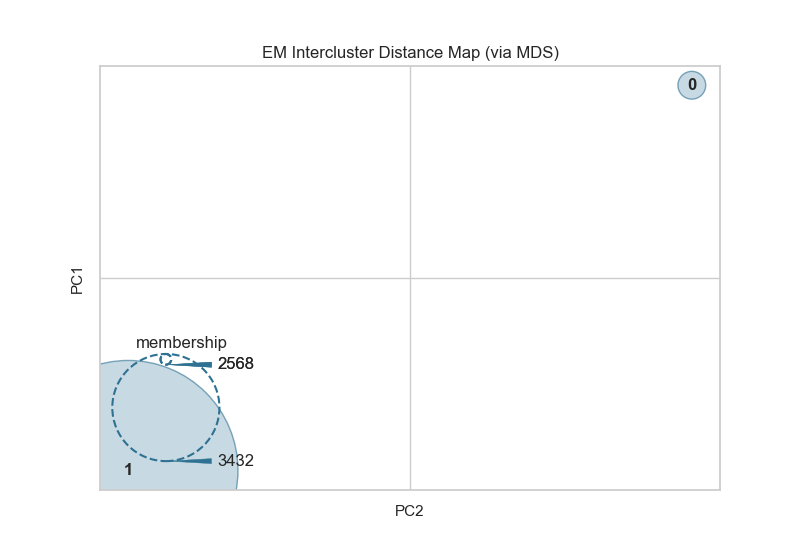 EM Intercluster Distance Map (via MDS)
0
PC1
membership
2568
3432
1
PC2